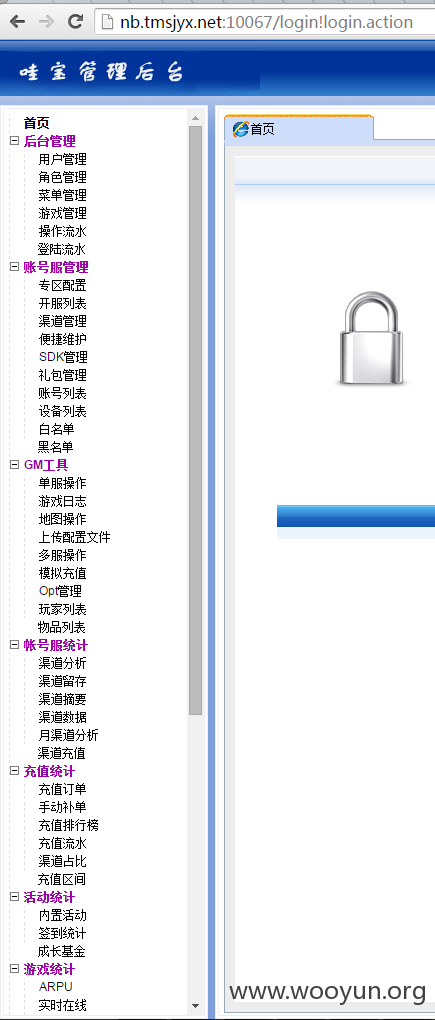 nb.tmsjyx.net:10067/login!login.action
哇宝管理后台
首页
后台管理
用户管理
角色管理
菜单管理
游戏管理
操作流水
登陆流水
账号服管理
专区配置
开服列表
渠道管理
便捷维护
SDK管理
礼包管理
账号列表
设备列表
白名单
黑名单
GM工具
单服操作
游戏日志
地图操作
上传配置文件
多服操作
模拟充值
Opt管理
玩家列表
物品列表
帐号服统计
渠道分析
渠道留存
渠道摘要
渠道数据
月渠道分析
渠道充值
充值统计
充值订单
手动补单
充值排行榜
充值流水
渠道占比
充值区间
活动统计
内置活动
签到统计
成长基金
游戏统计
ARPU
实时在线
首页
www.wooyun.org